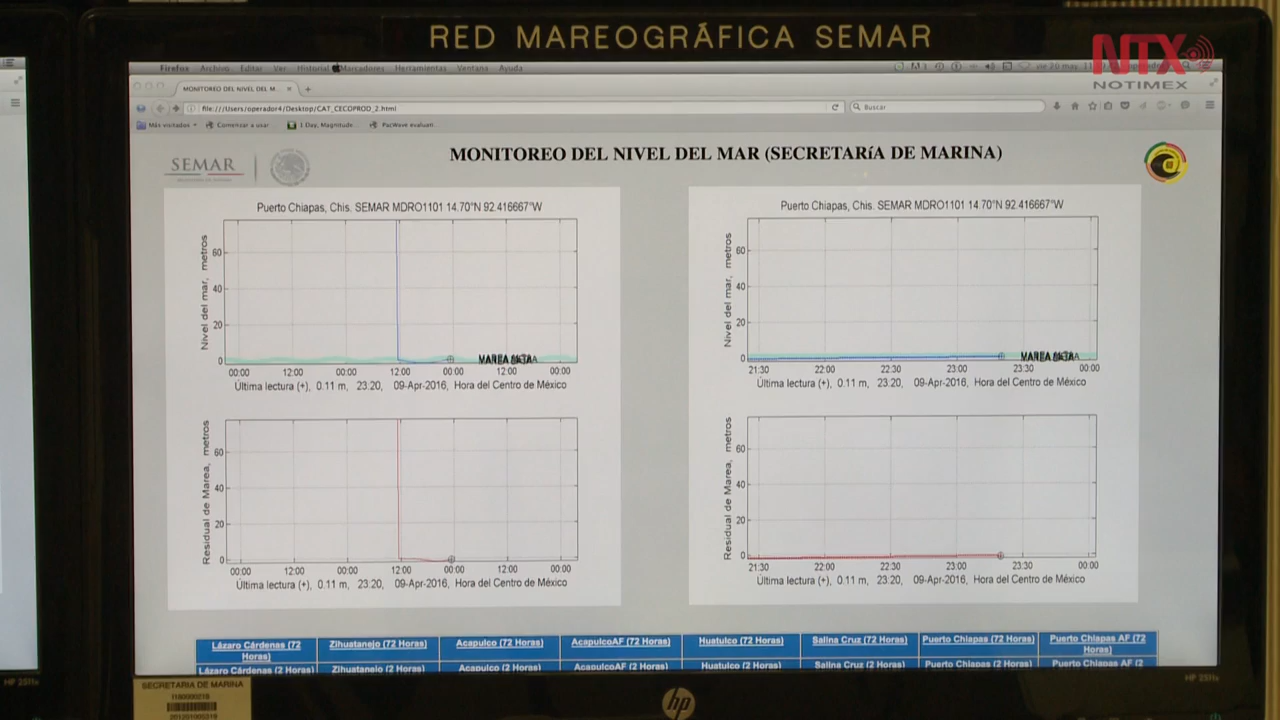 RED MAREOGRÁFICA SEMAR
NTX
NOTIMEX
Firefox Archivo Editar Ver Historial Marcadores Herramientas Ventana Ayuda
MONITOREO DEL NIVEL DEL M...
file:///Users/operador4/Desktop/CAT_CECOPROD_2.html
Buscar
Más visitados Comenzar a usar 1 Day, Magnitude... PacWave evaluati...
SEMAR
MONITOREO DEL NIVEL DEL MAR (SECRETARíA DE MARINA)
Puerto Chiapas, Chis. SEMAR MDRO1101 14.70°N 92.416667°W
Nivel del mar, metros
60
40
20
0
MAREA
00:00 12:00 00:00 12:00 00:00 12:00 00:00
Última lectura (+), 0.11 m, 23:20, 09-Apr-2016, Hora del Centro de México
Puerto Chiapas, Chis. SEMAR MDRO1101 14.70°N 92.416667°W
Nivel del mar, metros
60
40
20
0
MAREA
21:30 22:00 22:30 23:00 23:30 00:00
Última lectura (+), 0.11 m, 23:20, 09-Apr-2016, Hora del Centro de México
Residual de Marea, metros
60
40
20
0
00:00 12:00 00:00 12:00 00:00 12:00 00:00
Última lectura (+), 0.11 m, 23:20, 09-Apr-2016, Hora del Centro de México
Residual de Marea, metros
60
40
20
0
21:30 22:00 22:30 23:00 23:30 00:00
Última lectura (+), 0.11 m, 23:20, 09-Apr-2016, Hora del Centro de México
Lázaro Cárdenas (72 Horas) Zihuatanejo (72 Horas) Acapulco (72 Horas) AcapulcoAF (72 Horas) Huatulco (72 Horas) Salina Cruz (72 Horas) Puerto Chiapas (72 Horas) Puerto Chiapas AF (72 Horas)
Lázaro Cárdenas (2 Horas) Zihuatanejo (2 Horas) Acapulco (2 Horas) AcapulcoAF (2 Horas) Huatulco (2 Horas) Salina Cruz (2 Horas) Puerto Chiapas (2 Horas) Puerto Chiapas AF (2
SECRETARIA DE MARINA
hp